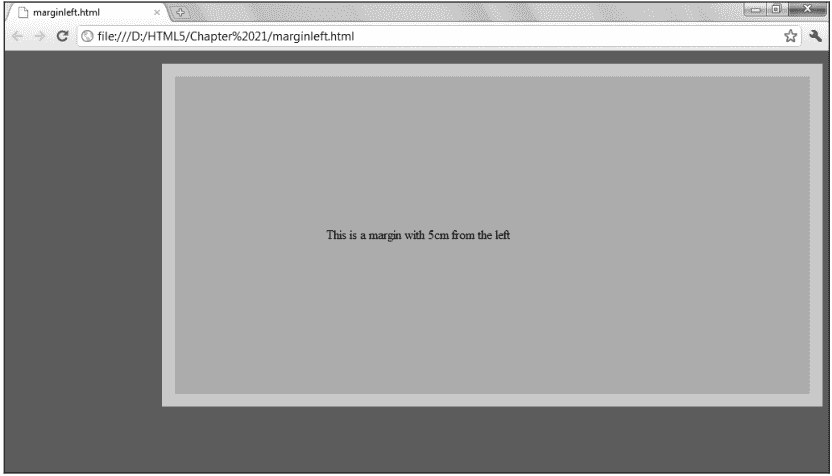 marginleft.html
file:///D:/HTML5/Chapter%2021/marginleft.html
This is a margin with 5cm from the left